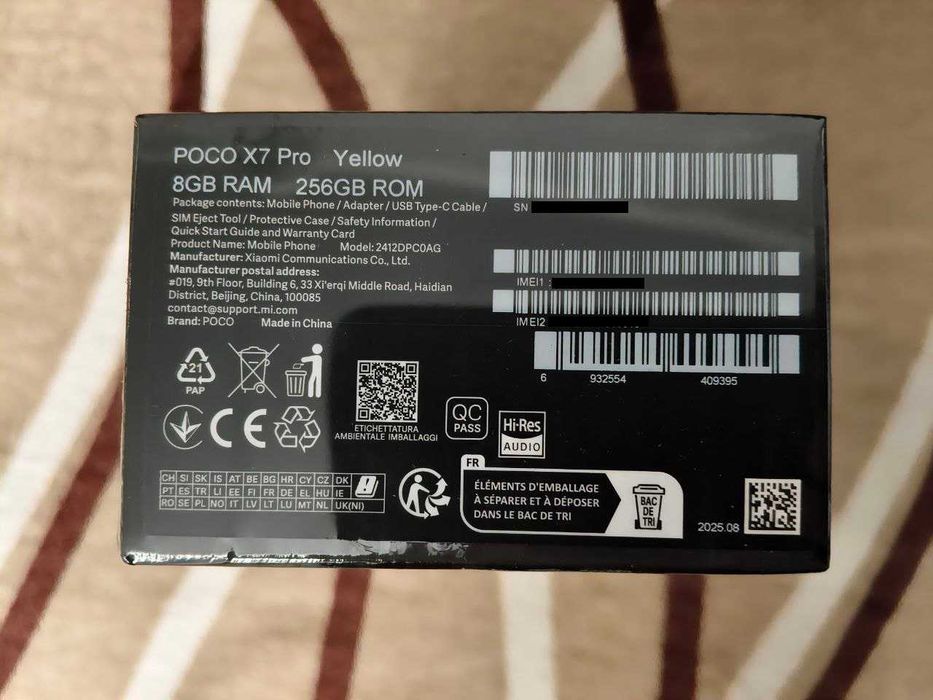 POCO X7 Pro Yellow
8GB RAM 256GB ROM
Package contents: Mobile Phone / Adapter / USB Type-C Cable /
SIM Eject Tool / Protective Case / Safety Information /
Quick Start Guide and Warranty Card
Product Name: Mobile Phone Model: 2412DPC0AG
Manufacturer: Xiaomi Communications Co., Ltd.
Manufacturer postal address:
#019, 9th Floor, Building 6, 33 Xi'erqi Middle Road, Haidian
District, Beijing, China, 100085
contact@support.mi.com
Brand: POCO Made in China
SN
IMEI1 :
IMEI2
6 932554 409395
21
PAP
CE
ETICHETTATURA
AMBIENTALE IMBALLAGGI
QC
PASS
Hi-Res
AUDIO
CH SI SK IS AT BE BG HR CY CZ DK
PT ES TR LI EE FI FR DE EL HU IE
RO SE PL NO IT LV LT LU MT NL UK(NI)
FR
ÉLÉMENTS D'EMBALLAGE
À SÉPARER ET À DÉPOSER
DANS LE BAC DE TRI
BAC
DE
TRI
2025.08